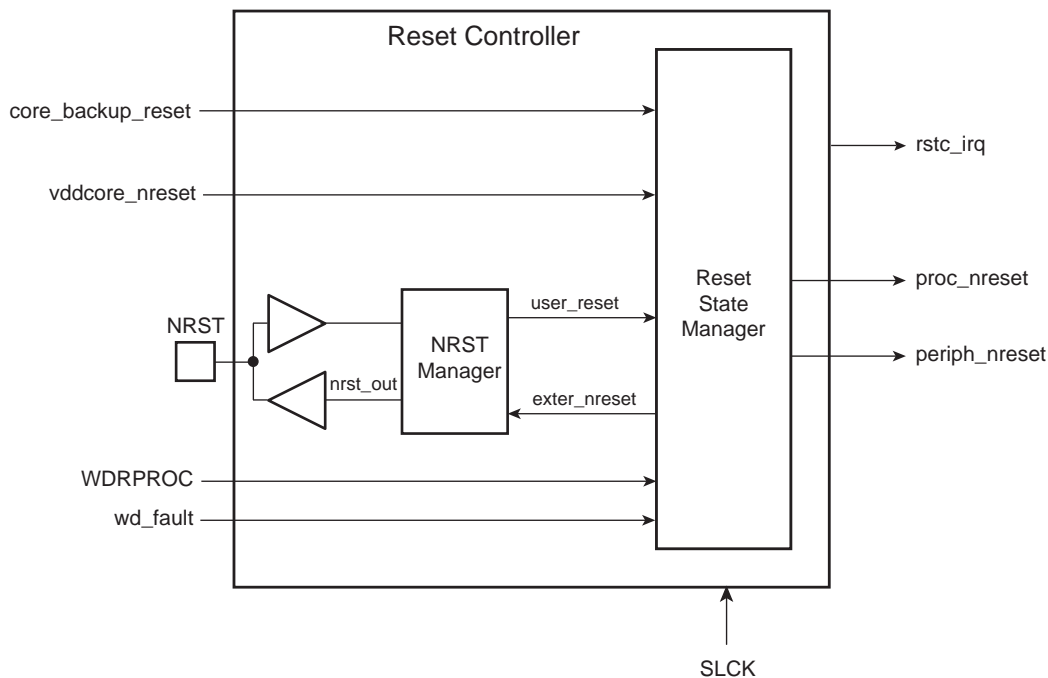 Reset Controller
core_backup_reset
rstc_irq
vddcore_nreset
Reset
State
Manager
proc_nreset
user_reset
NRST
NRST
Manager
periph_nreset
nrst_out
exter_nreset
WDRPROC
wd_fault
SLCK